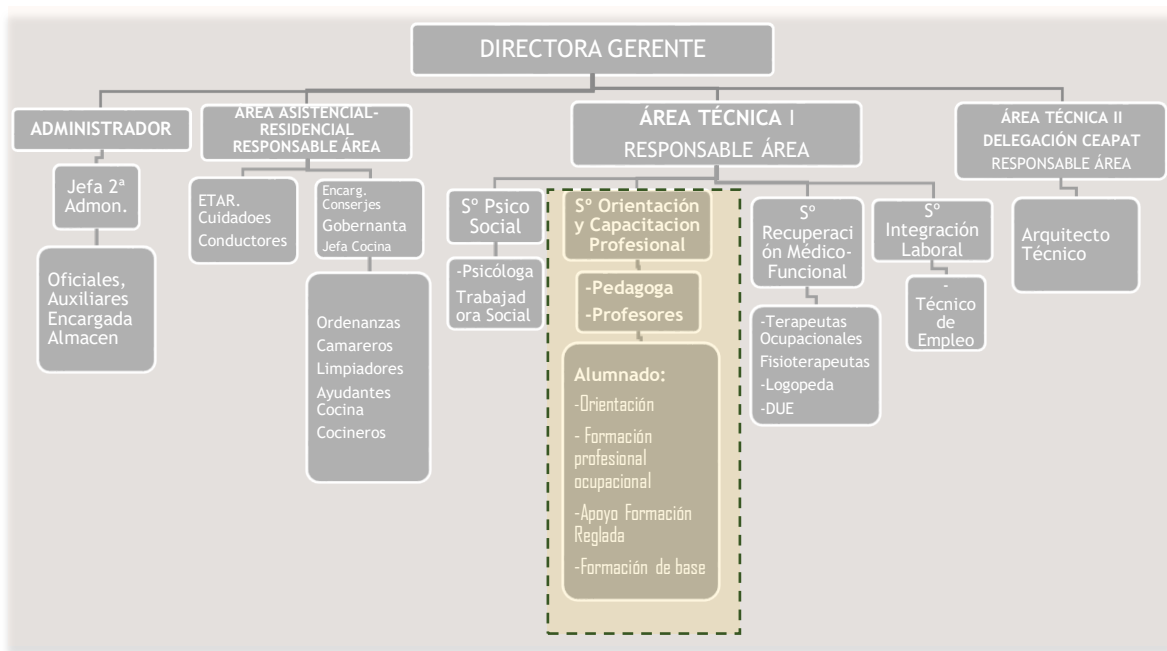 DIRECTORA GERENTE
ADMINISTRADOR
Jefa 2ª
Admon.
Oficiales,
Auxiliares
Encargada
Almacen
ÁREA ASISTENCIAL-
RESIDENCIAL
RESPONSABLE ÁREA
ETAR.
Cuidadoes
Conductores
Encarg.
Conserjes
Gobernanta
Jefa Cocina
Ordenanzas
Camareros
Limpiadores
Ayudantes
Cocina
Cocineros
ÁREA TÉCNICA I
RESPONSABLE ÁREA
Sº Psico
Social
-Psicóloga
Trabajad
ora Social
Sº Orientación
y Capacitacion
Profesional
-Pedagoga
-Profesores
Alumnado:
-Orientación
- Formación
profesional
ocupacional
-Apoyo Formación
Reglada
-Formación de base
Sº
Recuperaci
ón Médico-
Funcional
-Terapeutas
Ocupacionales
Fisioterapeutas
-Logopeda
-DUE
Sº
Integración
Laboral
-
Técnico
de
Empleo
ÁREA TÉCNICA II
DELEGACIÓN CEAPAT
RESPONSABLE ÁREA
Arquitecto
Técnico